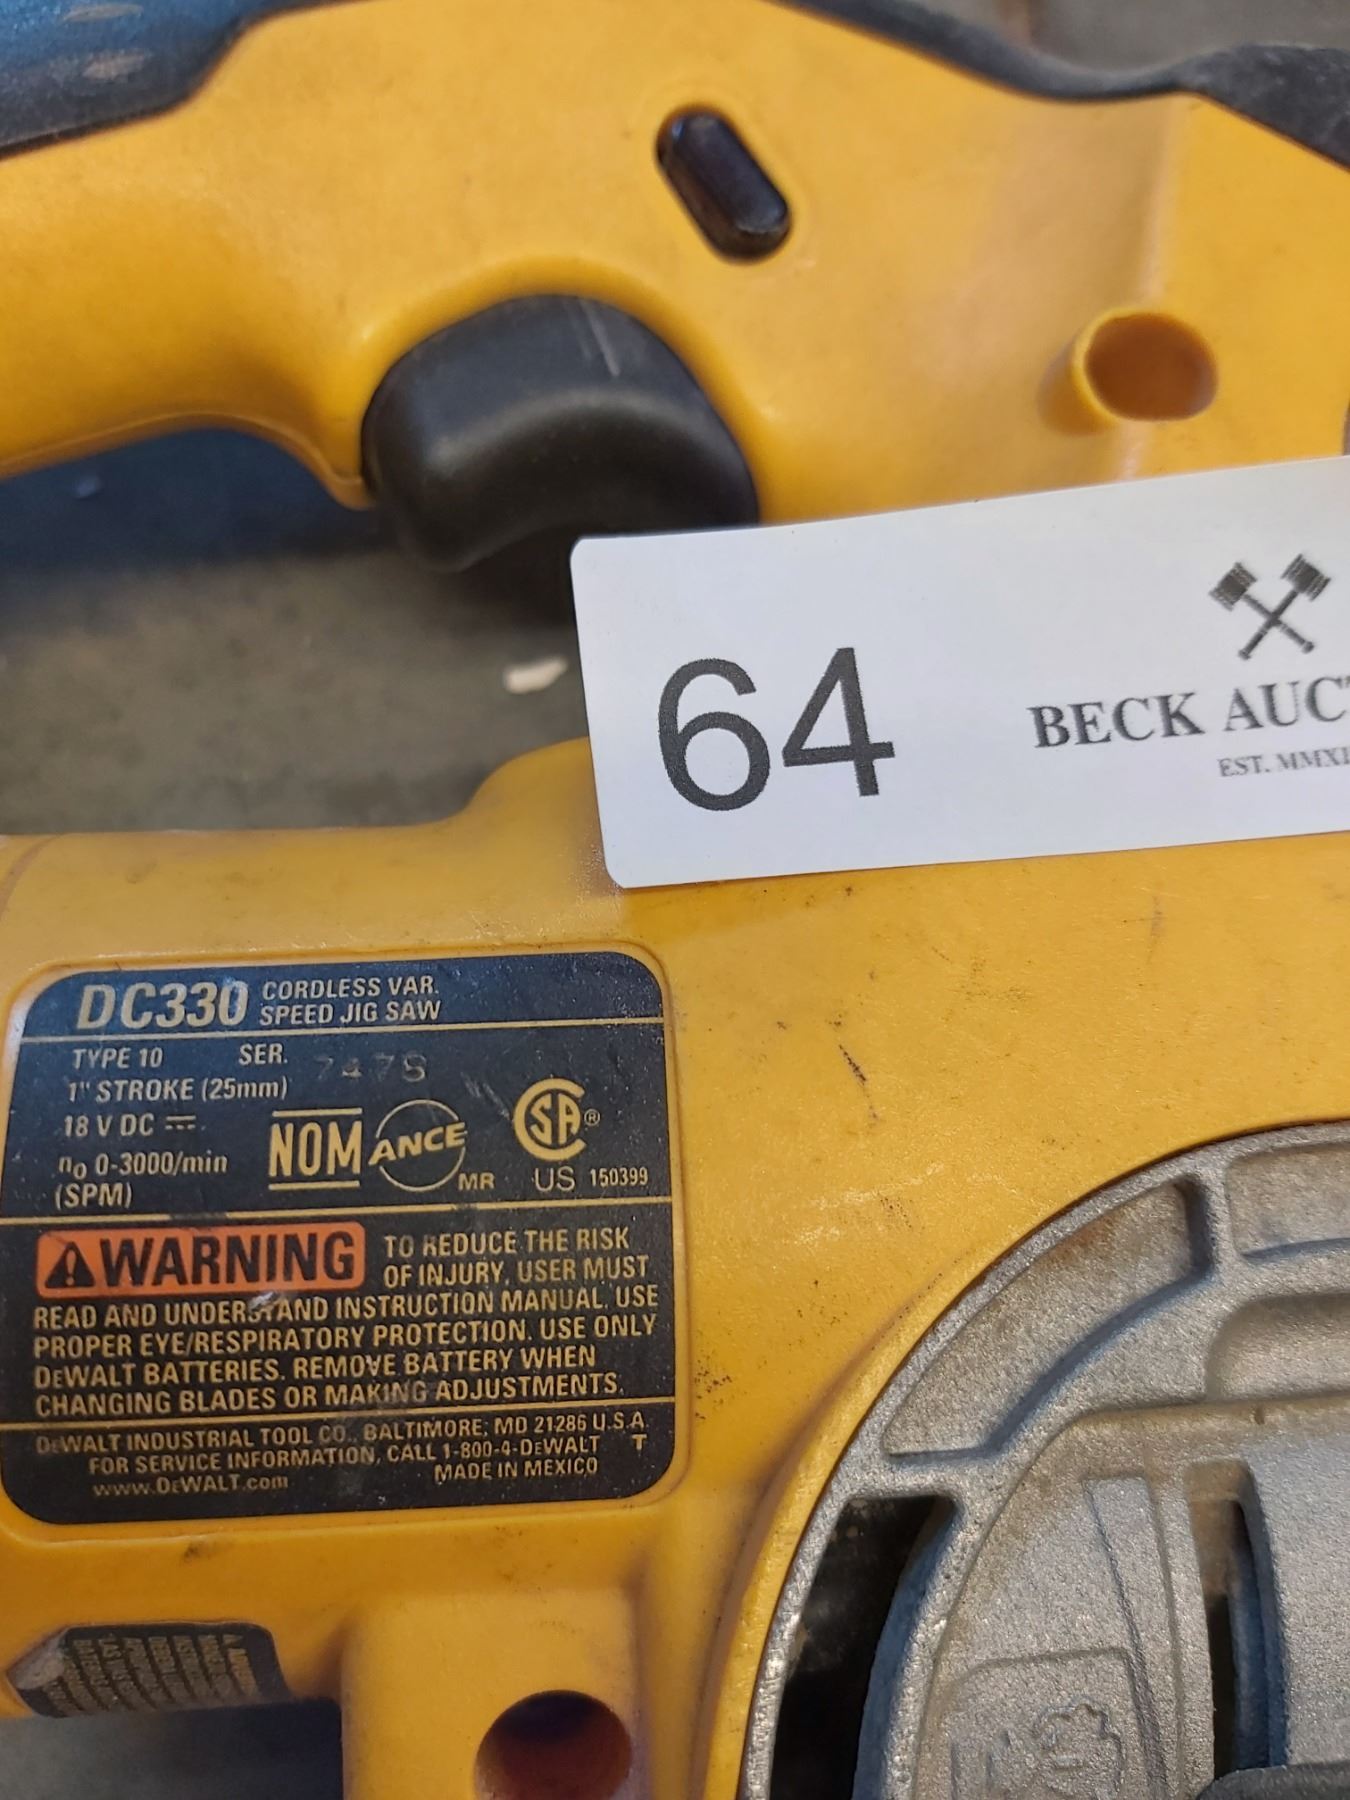 64
BECK AUCT
EST. MMXI
DC330 CORDLESS VAR.
SPEED JIG SAW
TYPE 10 SER. 7478
1" STROKE (25mm)
18 V DC
NOM ANCE MR
CSA ®
n₀ 0-3000/min
(SPM)
US 150399
WARNING TO REDUCE THE RISK
OF INJURY, USER MUST
READ AND UNDERSTAND INSTRUCTION MANUAL. USE
PROPER EYE/RESPIRATORY PROTECTION. USE ONLY
DEWALT BATTERIES. REMOVE BATTERY WHEN
CHANGING BLADES OR MAKING ADJUSTMENTS.
DEWALT INDUSTRIAL TOOL CO., BALTIMORE, MD 21286 U.S.A.
FOR SERVICE INFORMATION, CALL 1-800-4-DEWALT T
www.DEWALT.com MADE IN MEXICO